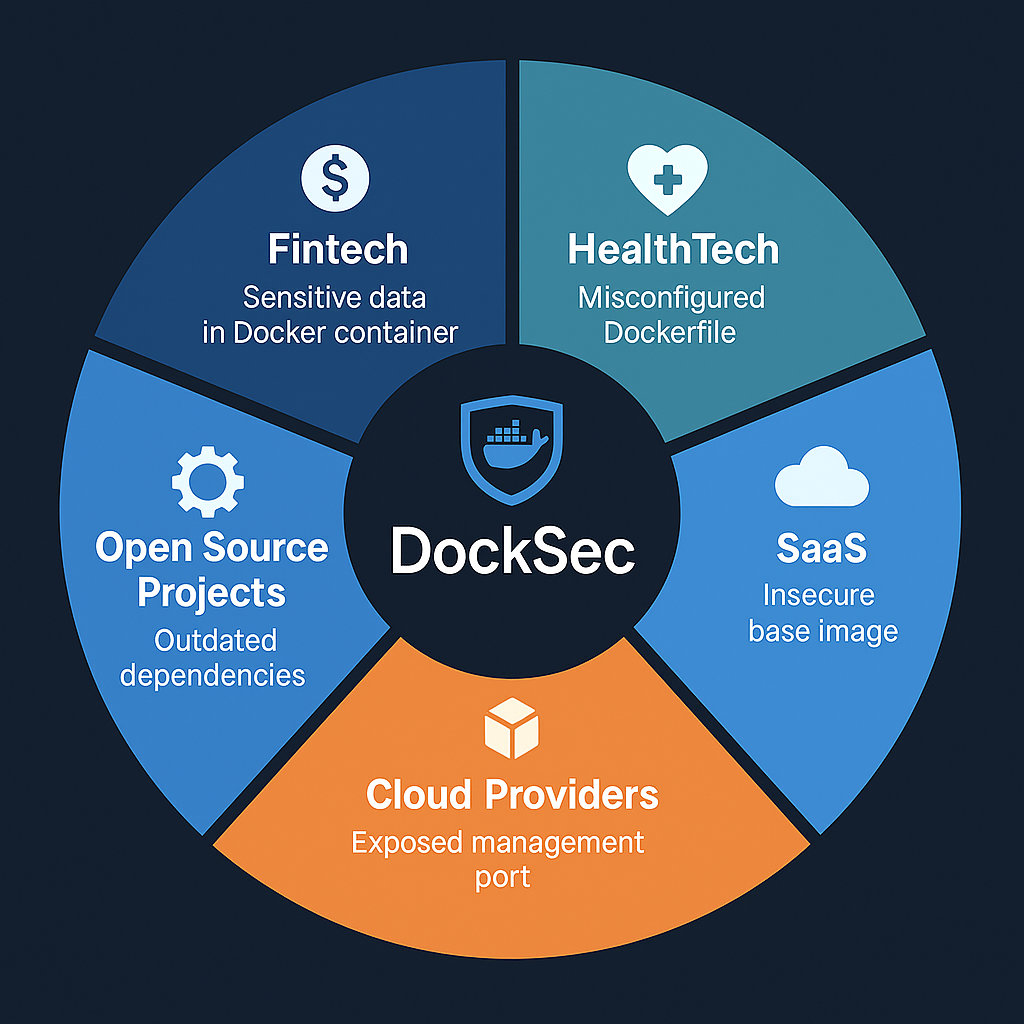 Fintech
Sensitive data
in Docker container
HealthTech
Misconfigured
Dockerfile
DockSec
Open Source
Projects
Outdated
dependencies
SaaS
Insecure
base image
Cloud Providers
Exposed management
port